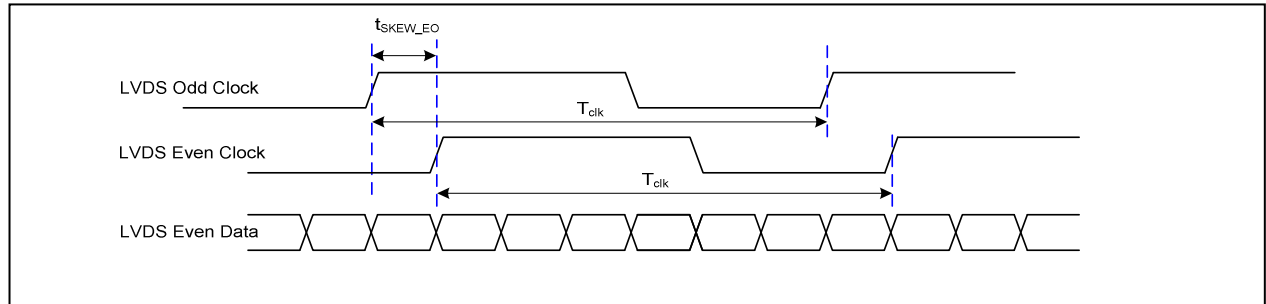 tSKEW_EO
LVDS Odd Clock
Tclk
LVDS Even Clock
Tclk
LVDS Even Data